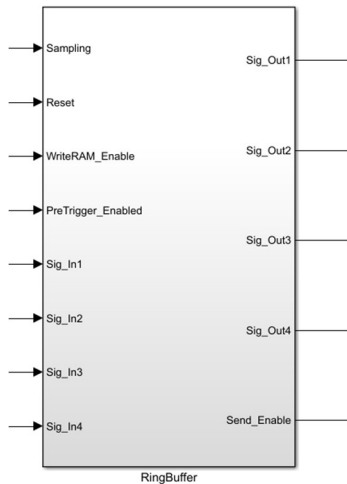 Sampling
Reset
WriteRAM_Enable
PreTrigger_Enabled
Sig_In1
Sig_In2
Sig_In3
Sig_In4
Sig_Out1
Sig_Out2
Sig_Out3
Sig_Out4
Send_Enable
RingBuffer